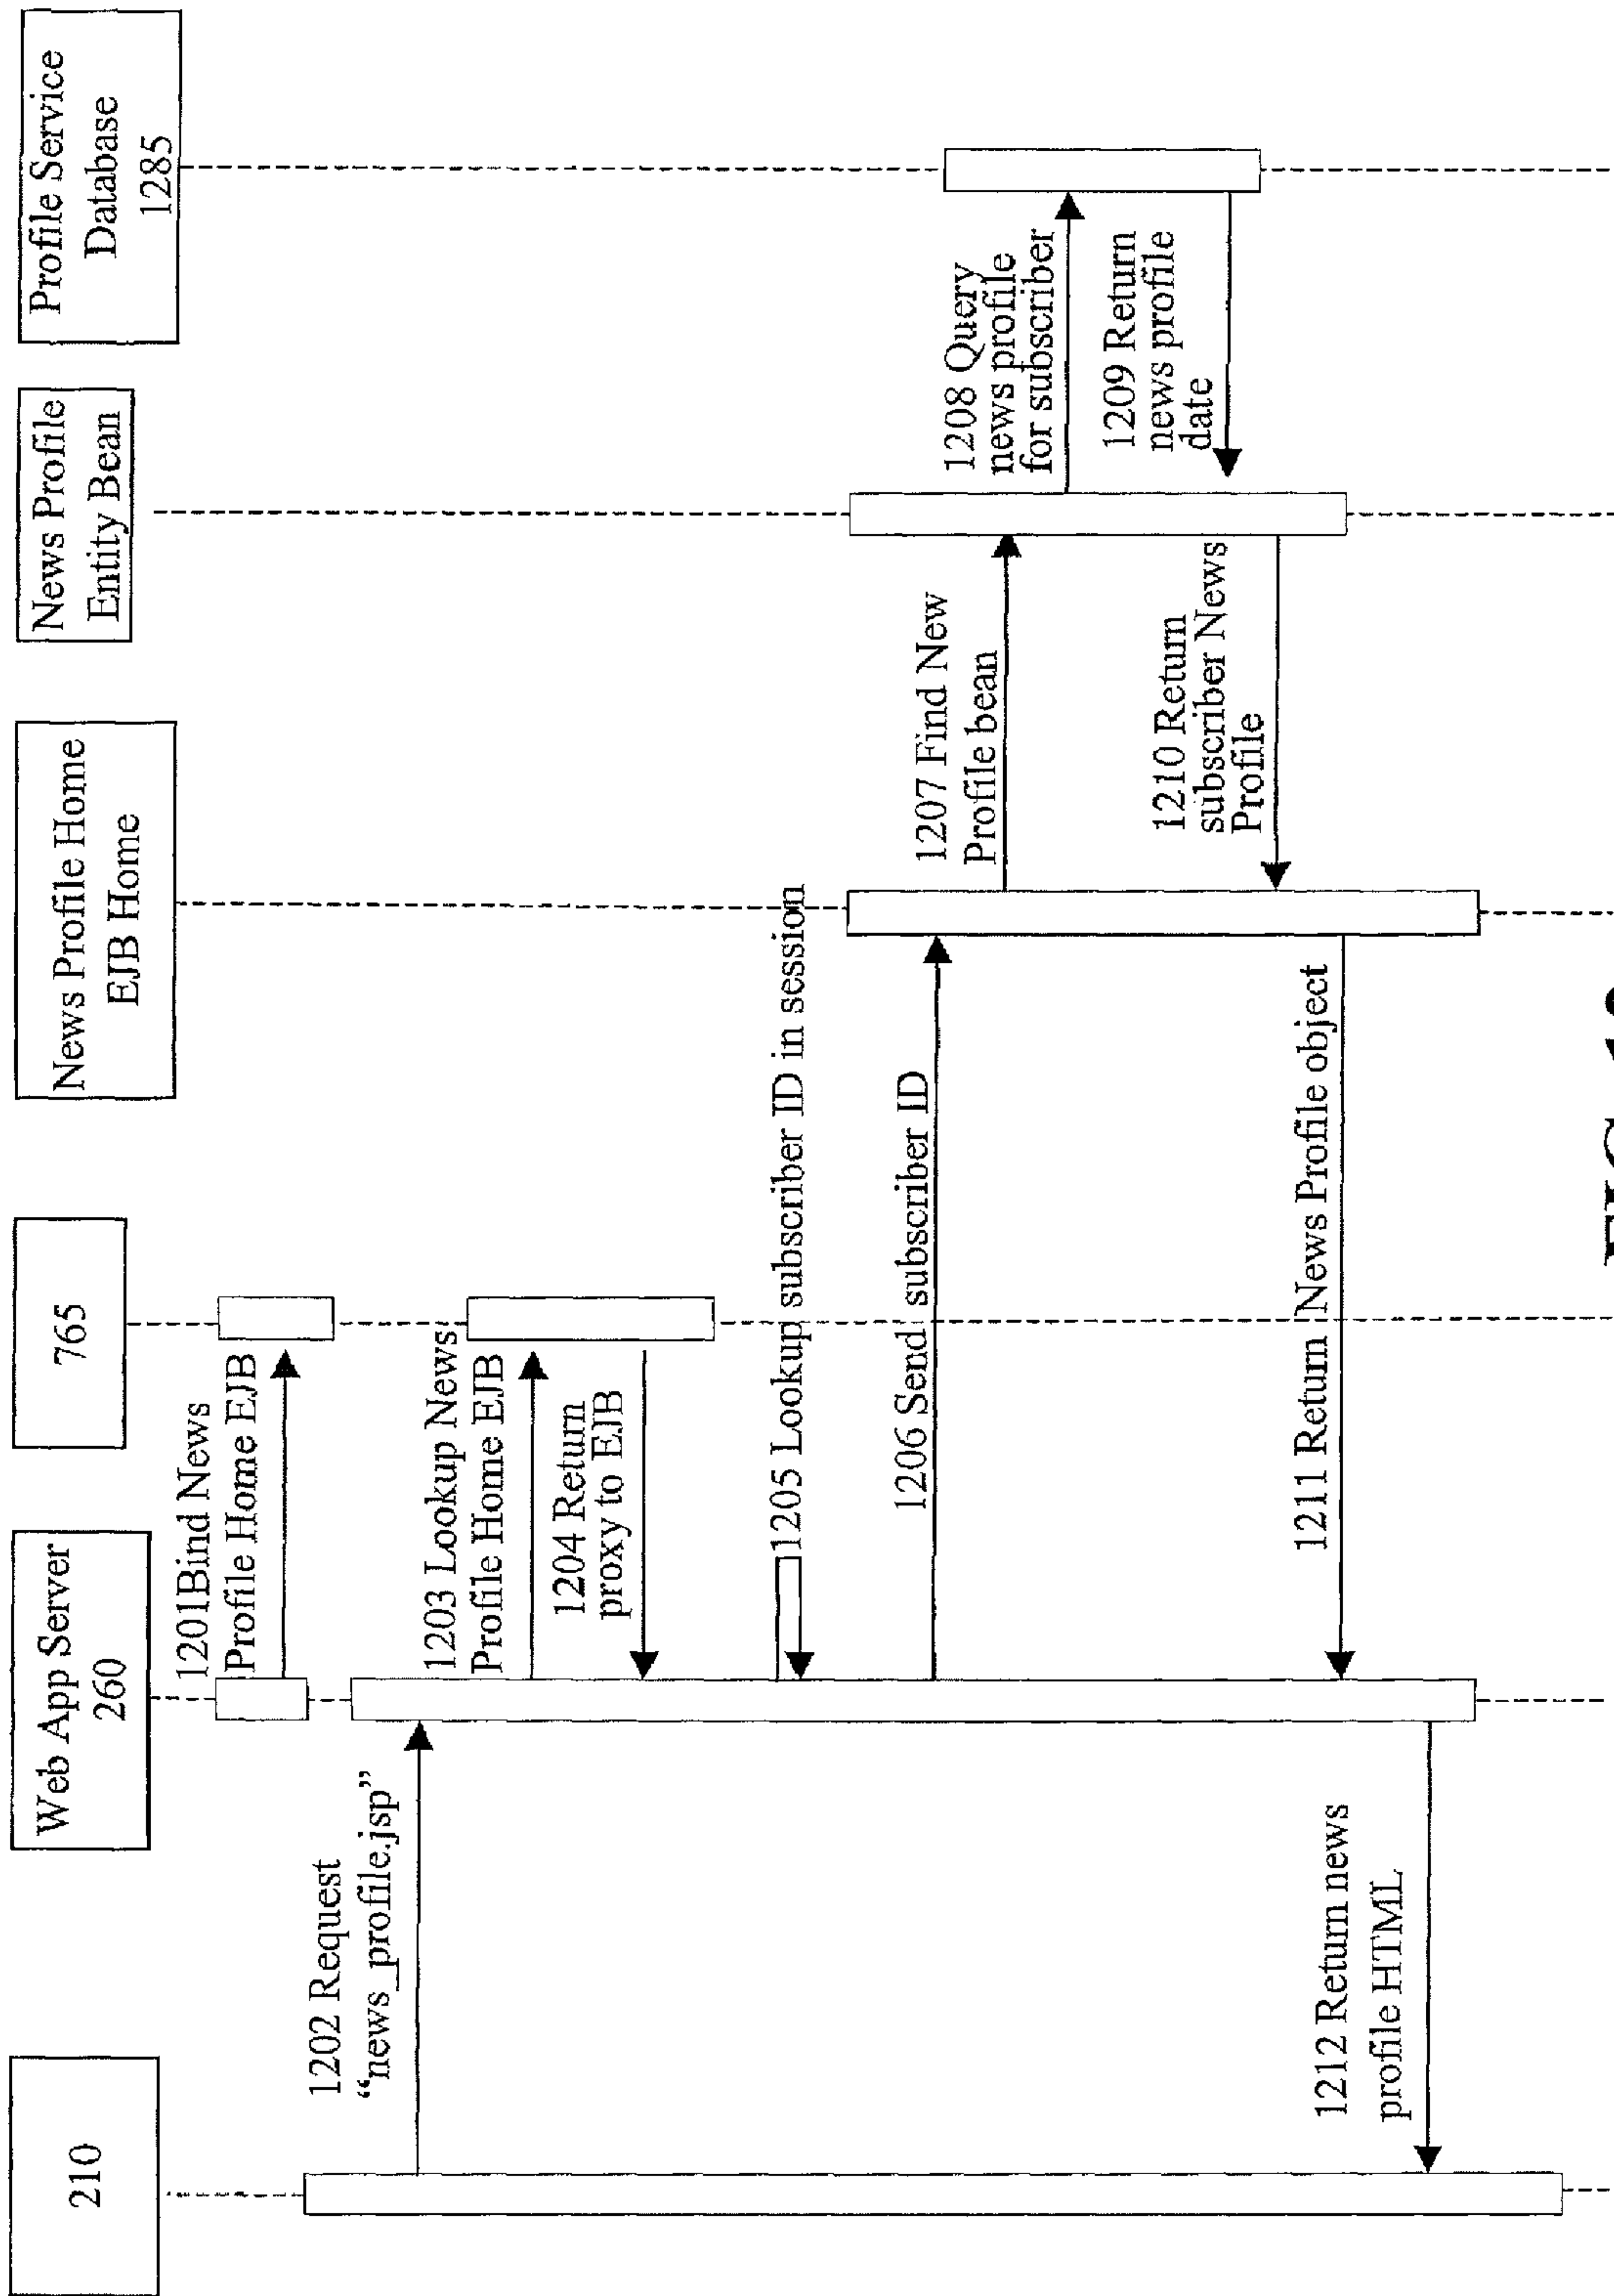 210
Web App Server
260
765
News Profile Home
EJB Home
News Profile
Entity Bean
Profile Service
Database
1285
1201Bind News
Profile Home EJB
1202 Request
“news_profile.jsp”
1203 Lookup News
Profile Home EJB
1204 Return
proxy to EJB
1205 Lookup subscriber ID in session
1206 Send subscriber ID
1207 Find New
Profile bean
1208 Query
news profile
for subscriber
1209 Return
news profile
date
1210 Return
subscriber News
Profile
1211 Return News Profile object
1212 Return news
profile HTML